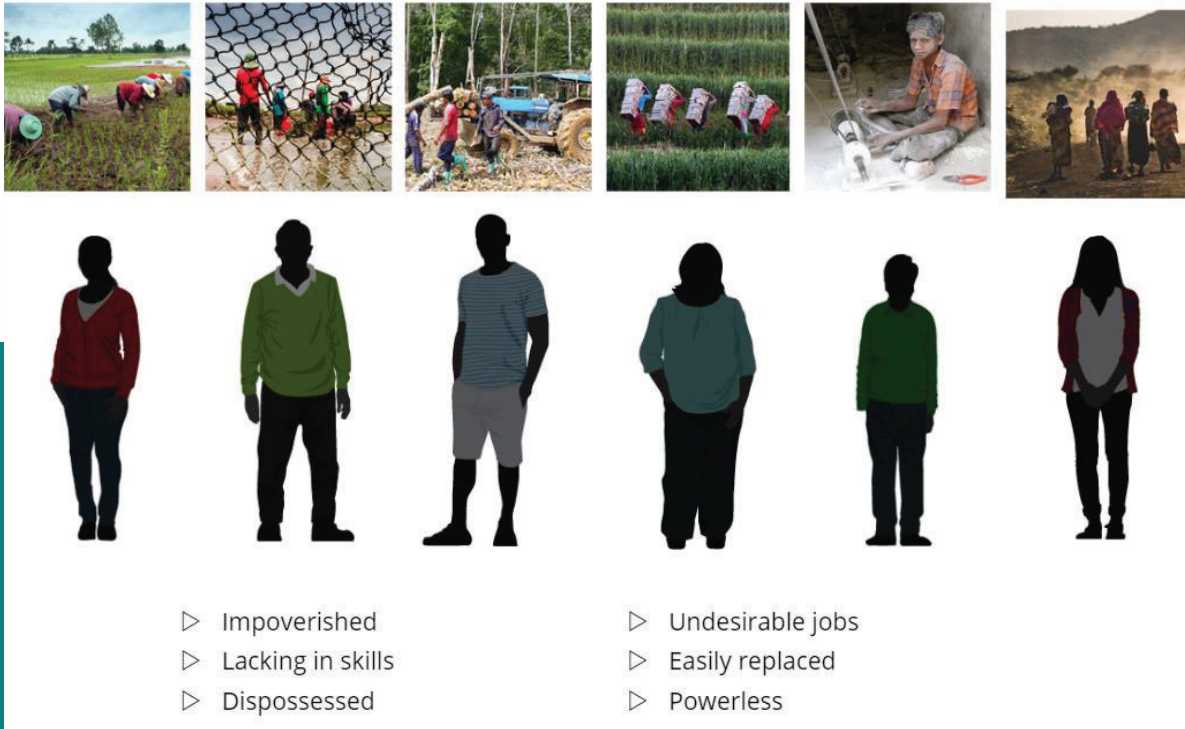 Impoverished
Lacking in skills
Dispossessed
Undesirable jobs
Easily replaced
Powerless